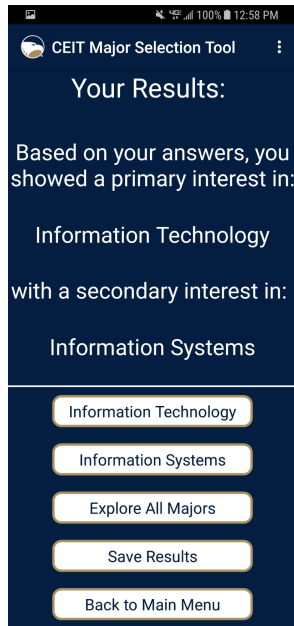 100% 12:58 PM
CEIT Major Selection Tool
Your Results:
Based on your answers, you
showed a primary interest in:
Information Technology
with a secondary interest in:
Information Systems
Information Technology
Information Systems
Explore All Majors
Save Results
Back to Main Menu